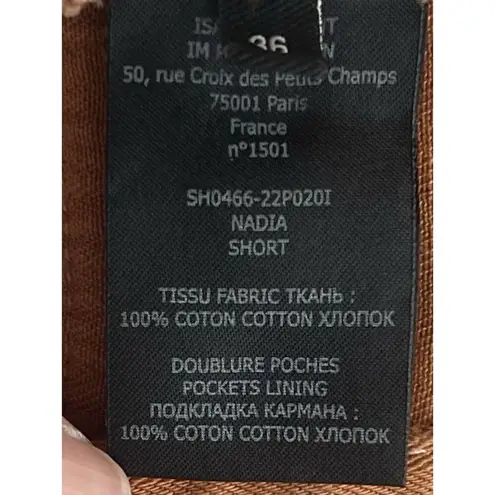 36
50, rue Croix des Petits Champs
75001 Paris
France
n°1501
SH0466-22P020I
NADIA
SHORT
TISSU FABRIC ТКАНЬ :
100% COTON COTTON ХЛОПОК
DOUBLURE POCHES
POCKETS LINING
ПОДКЛАДКА КАРМАНА :
100% COTON COTTON ХЛОПОК